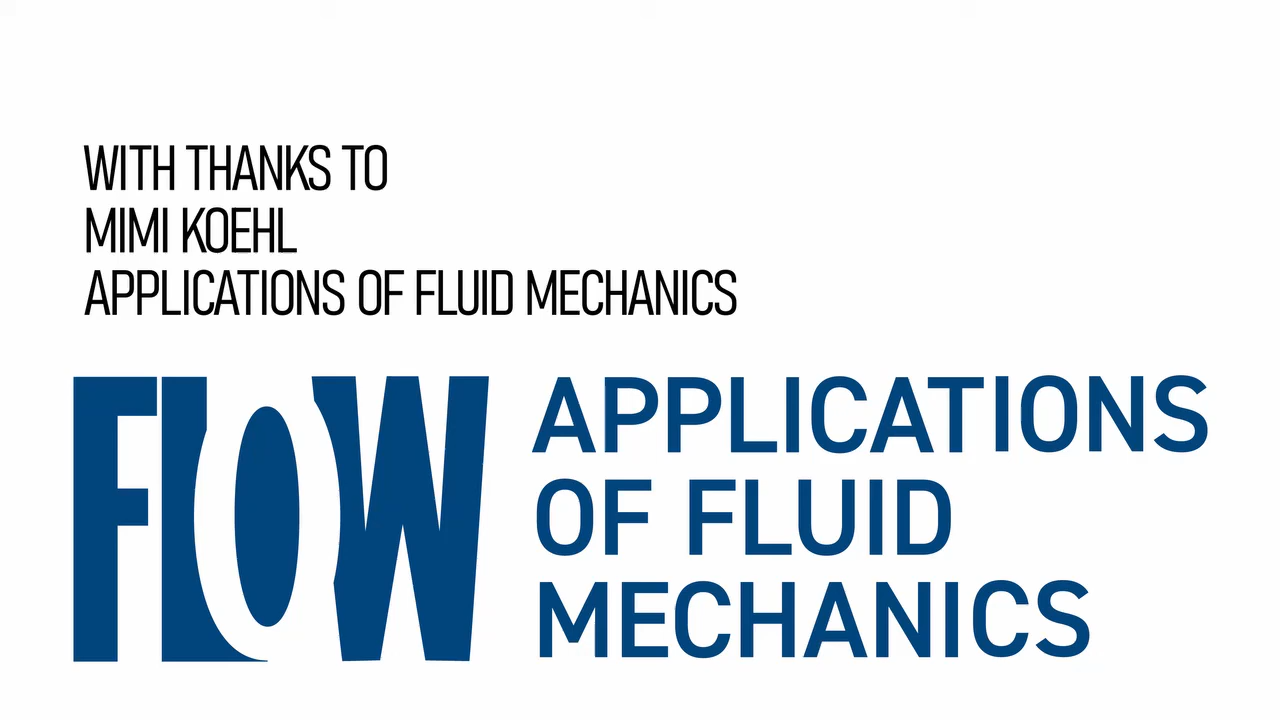 WITH THANKS TO
MIMI KOEHL
APPLICATIONS OF FLUID MECHANICS
FLOW
APPLICATIONS
OF FLUID
MECHANICS